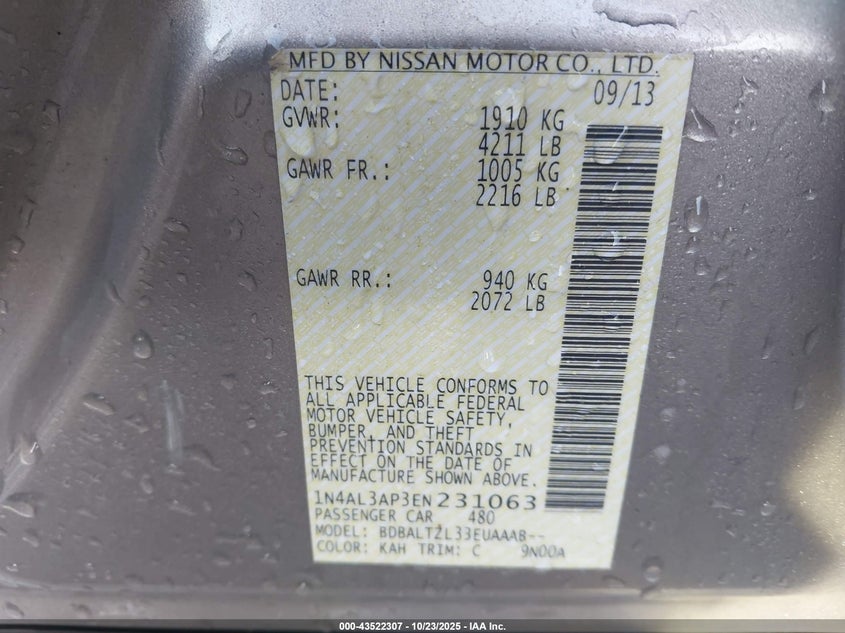 MFD BY NISSAN MOTOR CO., LTD.
DATE: 09/13
GVWR: 1910 KG
4211 LB
GAWR FR.: 1005 KG
2216 LB
GAWR RR.: 940 KG
2072 LB
THIS VEHICLE CONFORMS TO
ALL APPLICABLE FEDERAL
MOTOR VEHICLE SAFETY,
BUMPER, AND THEFT
PREVENTION STANDARDS IN
EFFECT ON THE DATE OF
MANUFACTURE SHOWN ABOVE.
1N4AL3AP3EN231063
PASSENGER CAR 480
MODEL: BDBALTZL33EUAAAB--
COLOR: KAH TRIM: C 9N00A
000-43522307 - 10/23/2025 - IAA Inc.